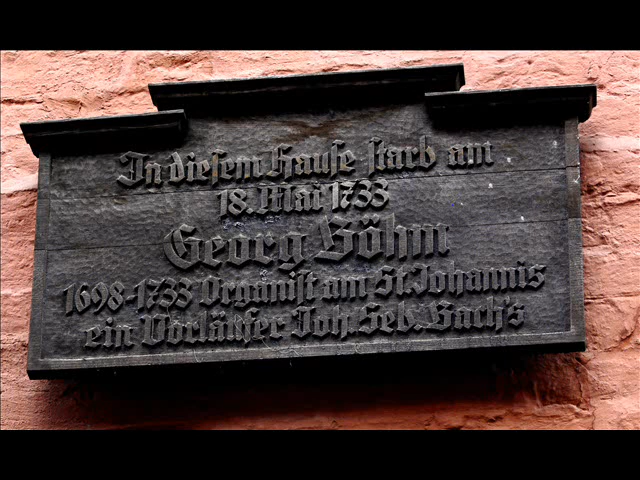 In diesem Hause starb am
18. Mai 1733
Georg Böhm
1698-1733 Organist am St. Johannis
ein Vorläufer Joh. Seb. Bach's